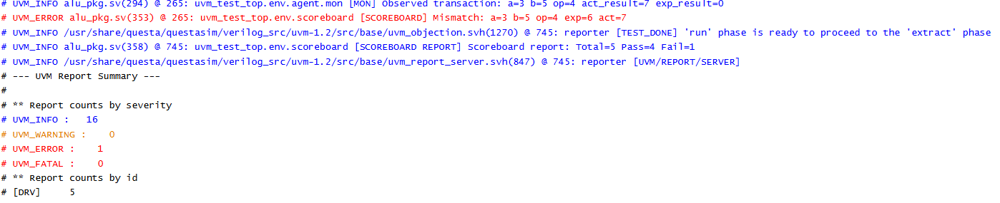 # UVM_INFO alu_pkg.sv(294) @ 265: uvm_test_top.env.agent.mon [MON] Observed transaction: a=3 b=5 op=4 act_result=7 exp_result=0
# UVM_ERROR alu_pkg.sv(353) @ 265: uvm_test_top.env.scoreboard [SCOREBOARD] Mismatch: a=3 b=5 op=4 exp=6 act=7
# UVM_INFO /usr/share/questa/questasim/verilog_src/uvm-1.2/src/base/uvm_objection.svh(1270) @ 745: reporter [TEST_DONE] 'run' phase is ready to proceed to the 'extract' phase
# UVM_INFO alu_pkg.sv(358) @ 745: uvm_test_top.env.scoreboard [SCOREBOARD REPORT] Scoreboard report: Total=5 Pass=4 Fail=1
# UVM_INFO /usr/share/questa/questasim/verilog_src/uvm-1.2/src/base/uvm_report_server.svh(847) @ 745: reporter [UVM/REPORT/SERVER]
# --- UVM Report Summary ---
#
# ** Report counts by severity
# UVM_INFO :   16
# UVM_WARNING :    0
# UVM_ERROR :    1
# UVM_FATAL :    0
# ** Report counts by id
# [DRV]     5